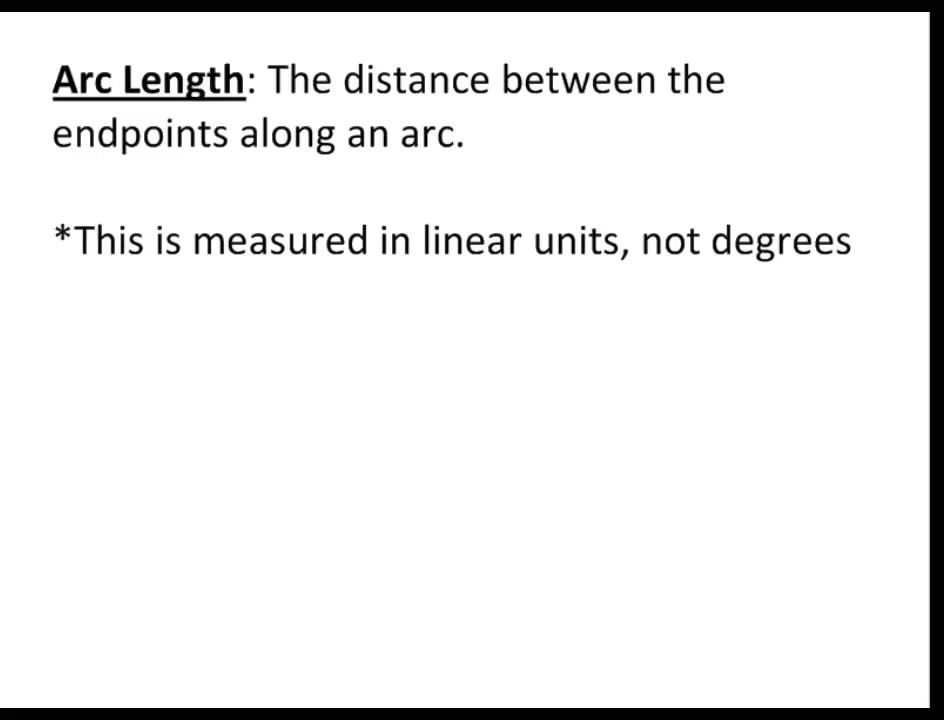 Arc Length: The distance between the
endpoints along an arc.
*This is measured in linear units, not degrees